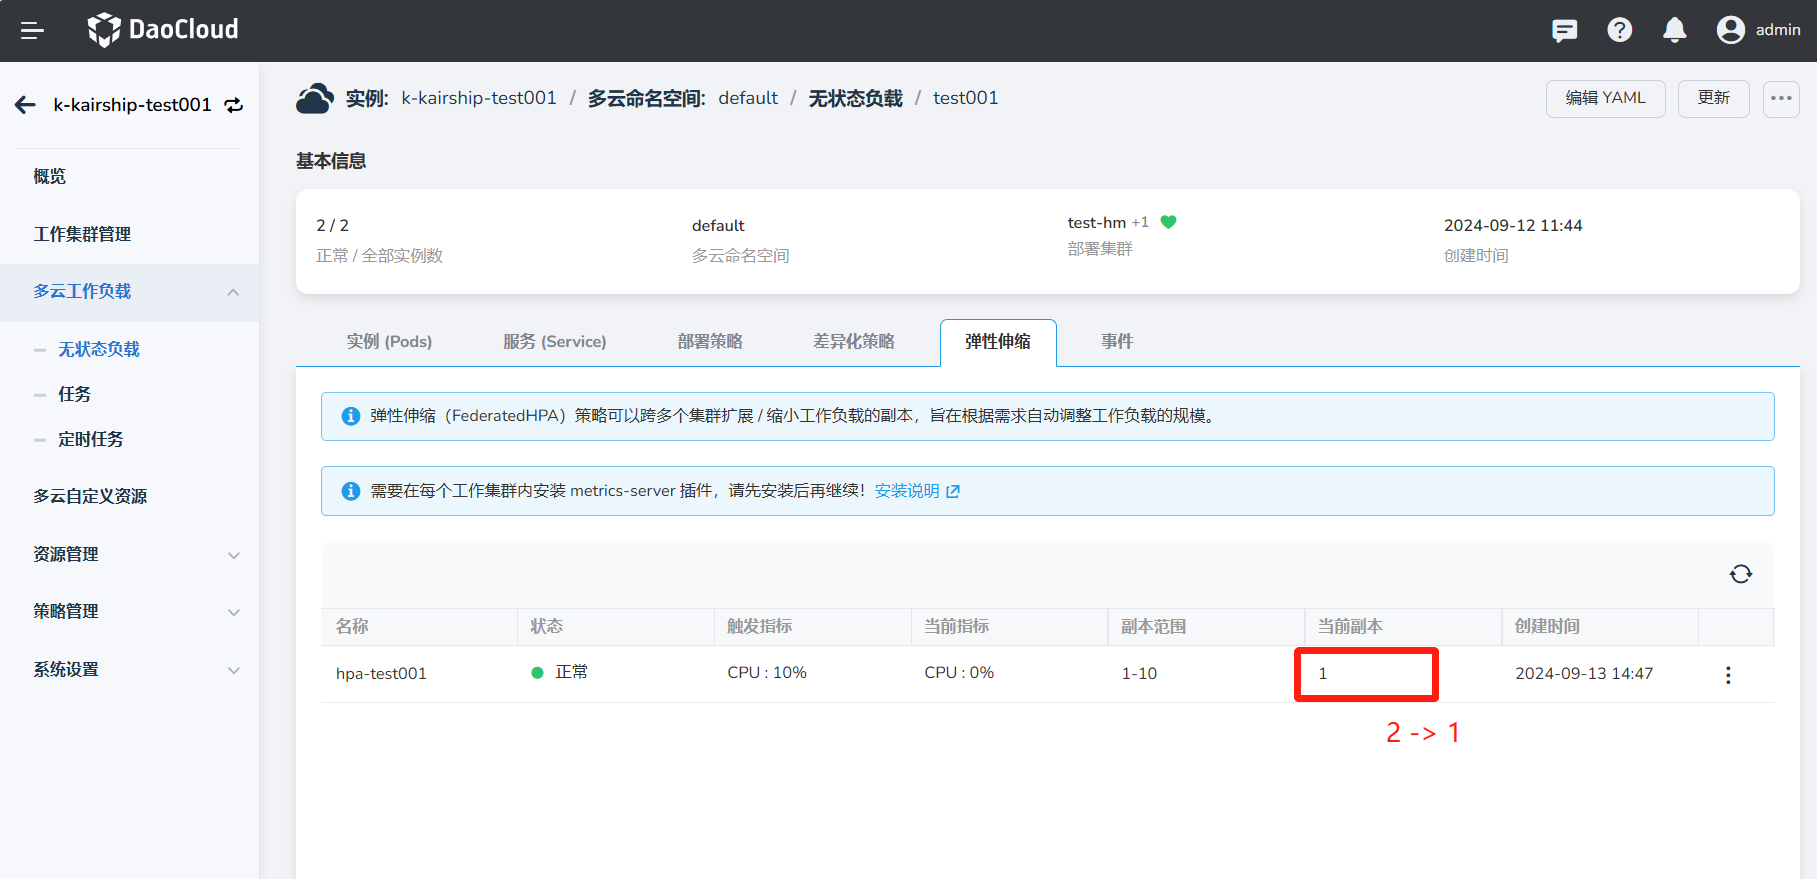 DaoCloud
admin
k-kairship-test001
实例: k-kairship-test001 / 多云命名空间: default / 无状态负载 / test001
编辑 YAML
更新
概览
工作集群管理
多云工作负载
无状态负载
任务
定时任务
多云自定义资源
资源管理
策略管理
系统设置
基本信息
2 / 2
正常 / 全部实例数
default
多云命名空间
test-hm +1
部署集群
2024-09-12 11:44
创建时间
实例 (Pods) 服务 (Service) 部署策略 差异化策略 弹性伸缩 事件
弹性伸缩（FederatedHPA）策略可以跨多个集群扩展 / 缩小工作负载的副本，旨在根据需求自动调整工作负载的规模。
需要在每个工作集群内安装 metrics-server 插件，请先安装后再继续！安装说明
名称 状态 触发指标 当前指标 副本范围 当前副本 创建时间
hpa-test001 正常 CPU : 10% CPU : 0% 1-10 1 2024-09-13 14:47
2 -> 1